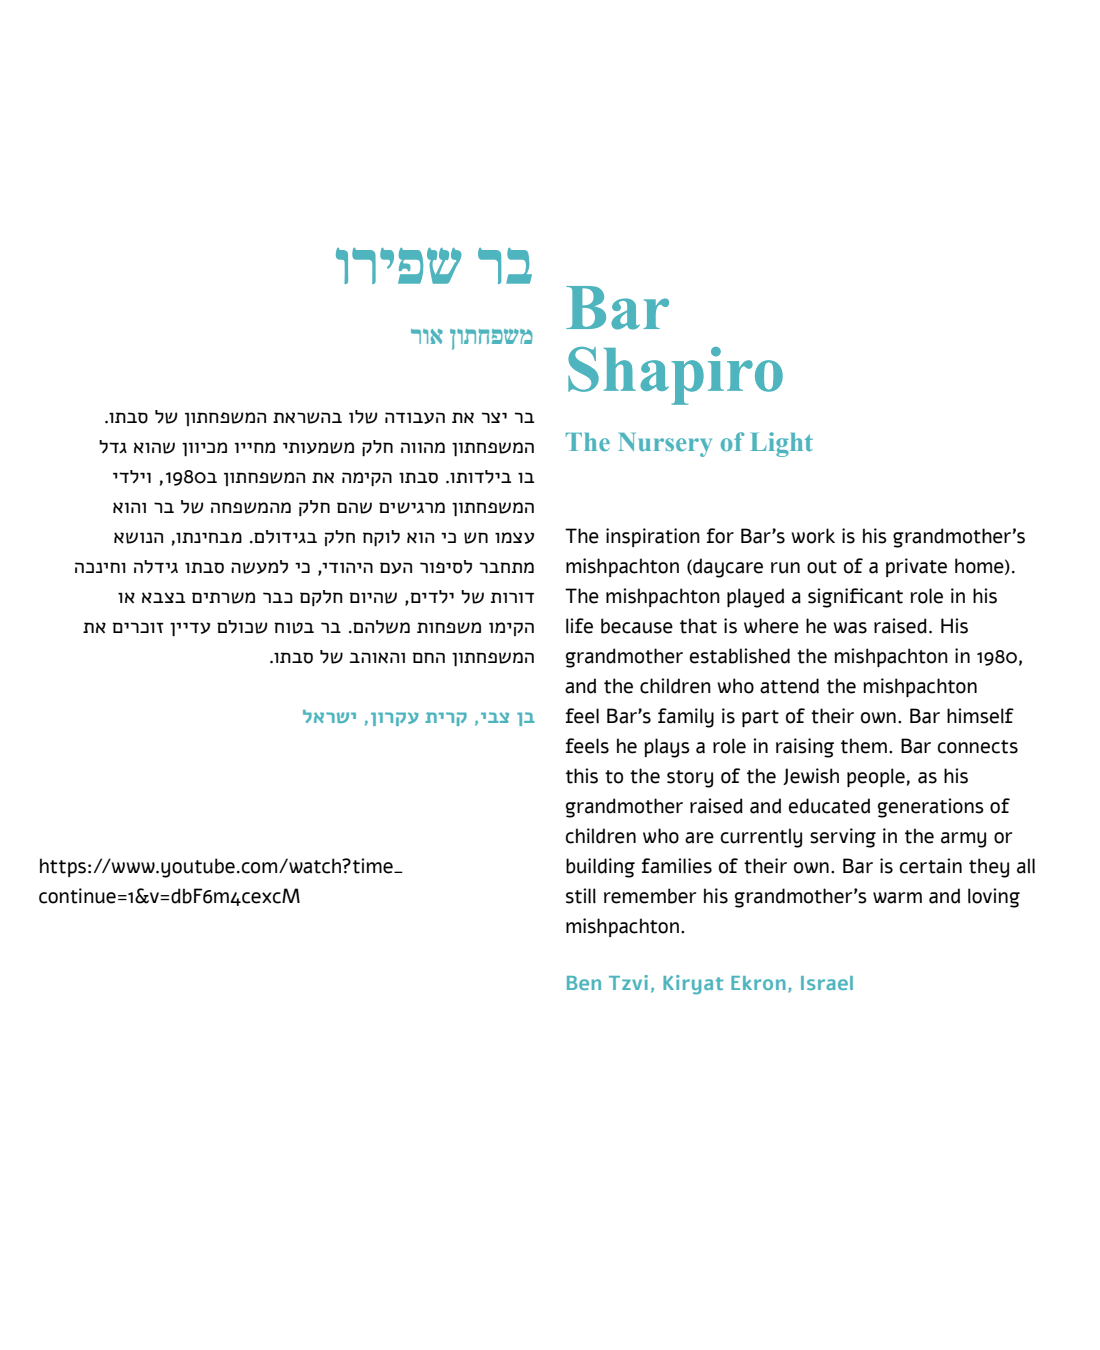 בר שפירו
משפחתון אור
בר יצר את העבודה שלו בהשראת המשפחתון של סבתו.
המשפחתון מהווה חלק משמעותי מחייו מכיוון שהוא גדל
בו בילדותו. סבתו הקימה את המשפחתון ב1980, וילדי
המשפחתון מרגישים שהם חלק מהמשפחה של בר והוא
עצמו חש כי הוא לוקח חלק בגידולם. מבחינתו, הנושא
מתחבר לסיפור העם היהודי, כי למעשה סבתו גידלה וחינכה
דורות של ילדים, שהיום חלקם כבר משרתים בצבא או
הקימו משפחות משלהם. בר בטוח שכולם עדיין זוכרים את
המשפחתון החם והאוהב של סבתו.
בן צבי, קרית עקרון, ישראל
https://www.youtube.com/watch?time_
continue=1&v=dbF6m4cexcM
Bar
Shapiro
The Nursery of Light
The inspiration for Bar's work is his grandmother's
mishpachton (daycare run out of a private home).
The mishpachton played a significant role in his
life because that is where he was raised. His
grandmother established the mishpachton in 1980,
and the children who attend the mishpachton
feel Bar's family is part of their own. Bar himself
feels he plays a role in raising them. Bar connects
this to the story of the Jewish people, as his
grandmother raised and educated generations of
children who are currently serving in the army or
building families of their own. Bar is certain they all
still remember his grandmother's warm and loving
mishpachton.
Ben Tzvi, Kiryat Ekron, Israel